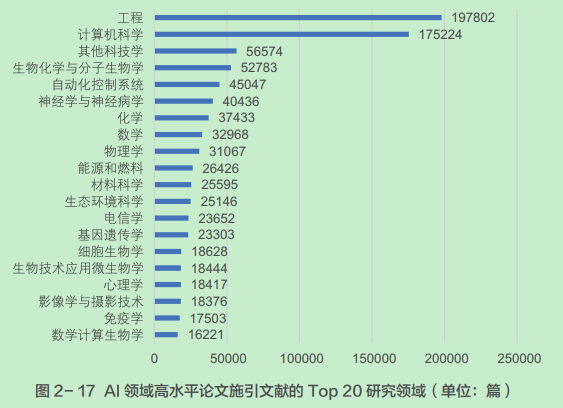 工程 197802
计算机科学 175224
其他科技学 56574
生物化学与分子生物学 52783
自动化控制系统 45047
神经学与神经病学 40436
化学 37433
数学 32968
物理学 31067
能源和燃料 26426
材料科学 25595
生态环境科学 25146
电信学 23652
基因遗传学 23303
细胞生物学 18628
生物技术应用微生物学 18444
心理学 18417
影像学与摄影技术 18376
免疫学 17503
数学计算生物学 16221
0 50000 100000 150000 200000 250000
图 2-17 AI 领域高水平论文施引文献的 Top 20 研究领域（单位：篇）